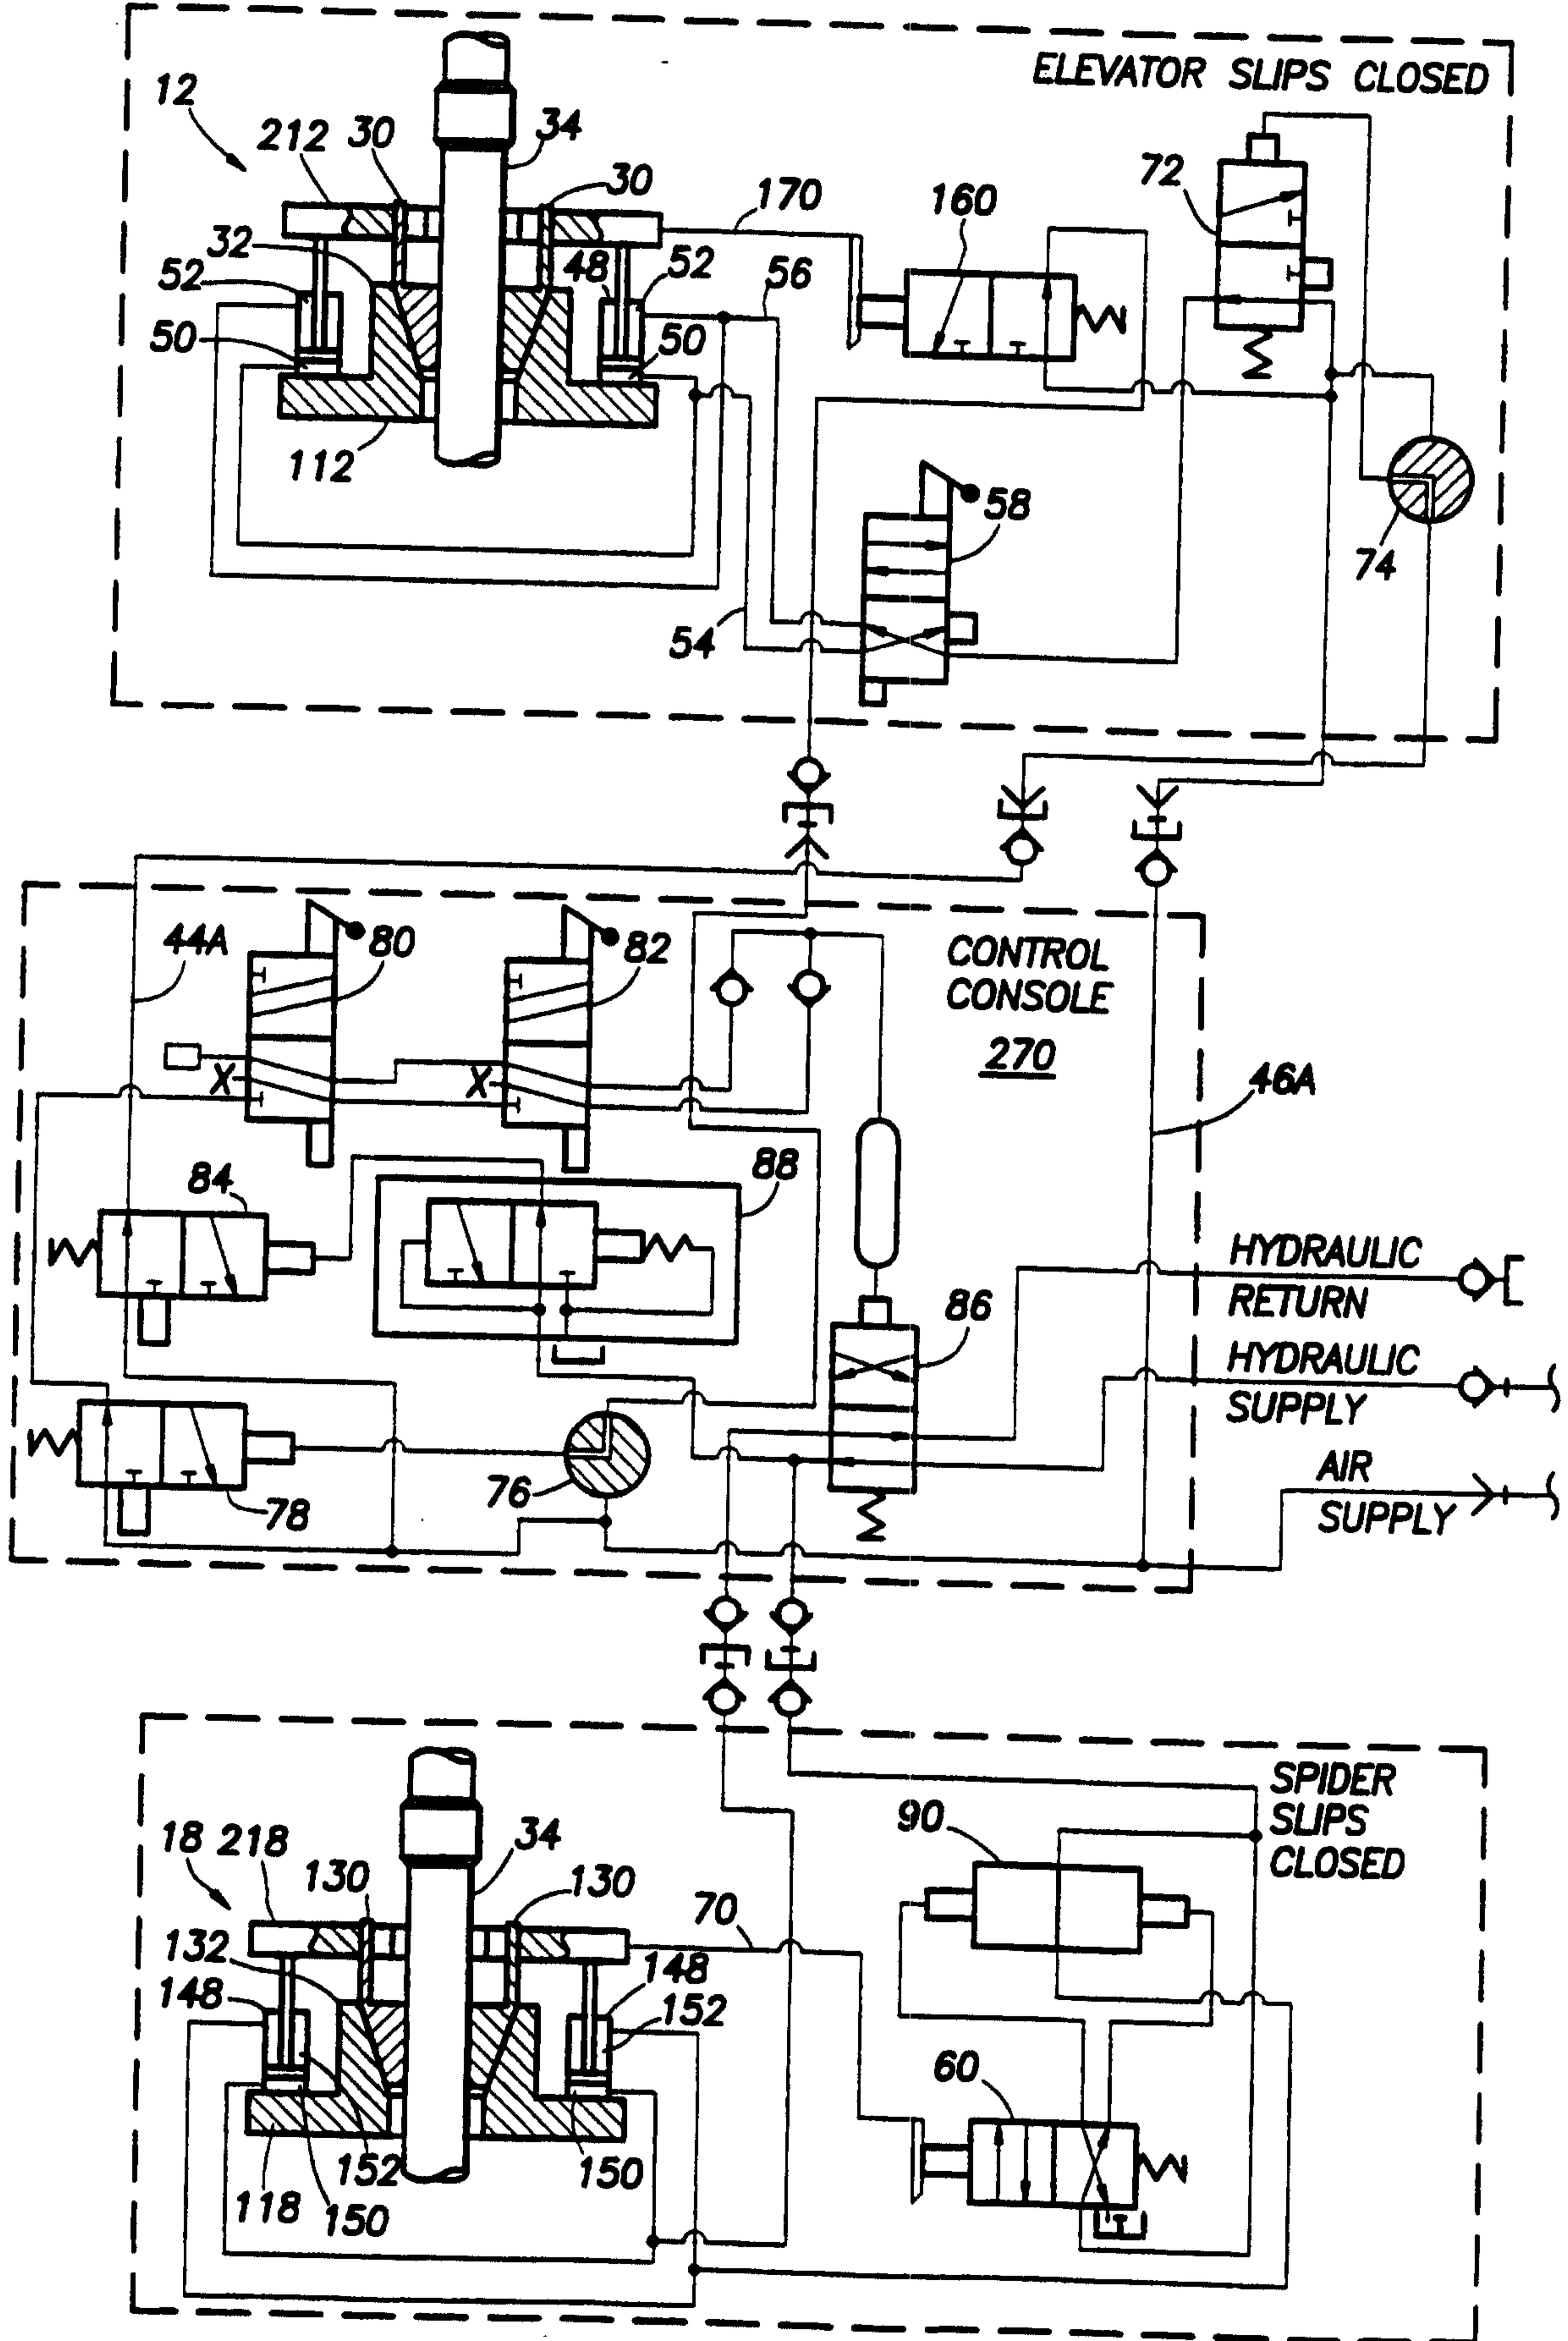 ELEVATOR SLIPS CLOSED
12
212
30
34
30
170
160
72
32
52
48
52
56
50
50
112
58
74
54
44A
80
82
CONTROL
CONSOLE
270
X
X
46A
84
88
HYDRAULIC
RETURN
86
HYDRAULIC
SUPPLY
AIR
SUPPLY
76
78
SPIDER
SLIPS
CLOSED
90
18
218
34
130
130
70
132
148
148
152
60
152
150
118
150